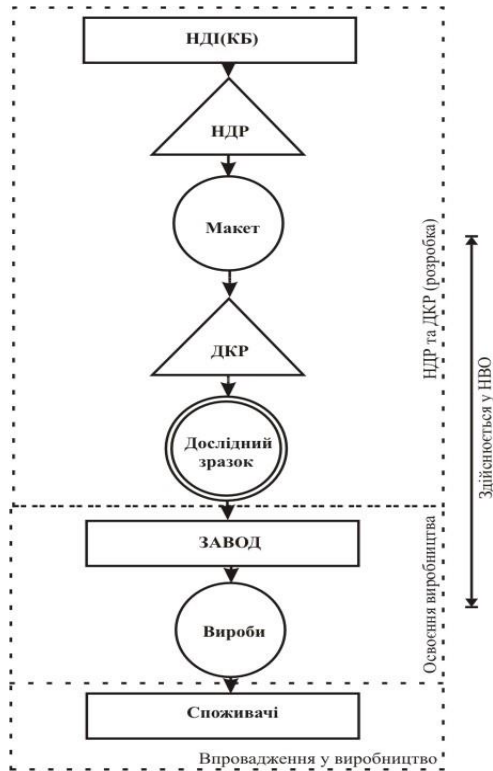 НДІ(КБ)
НДР
Макет
ДКР
Дослідний
зразок
НДР та ДКР (розробка)
Здійснюється у НВО
ЗАВОД
Вироби
Освоєння виробництва
Споживачі
Впровадження у виробництво